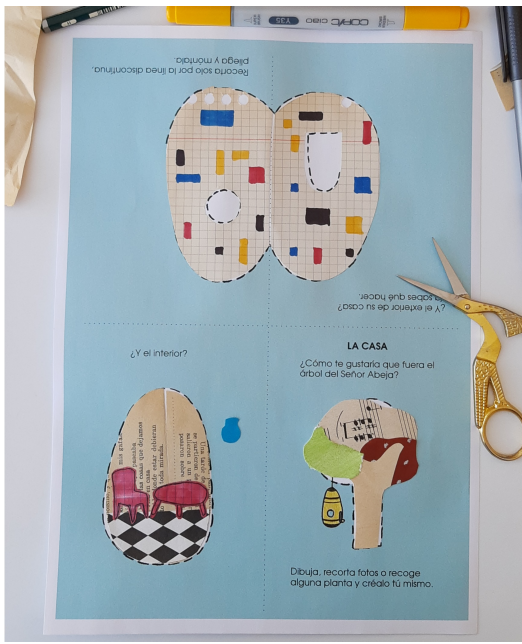 Y35
COPIC ciao
Recorta solo por la línea discontinua,
pliega y móntala.
¿Y el exterior de su casa?
sabes qué hacer.
¿Y el interior?
LA CASA
¿Cómo te gustaría que fuera el
árbol del Señor Abeja?
Dibuja, recorta fotos o recoge
alguna planta y créalo tú mismo.